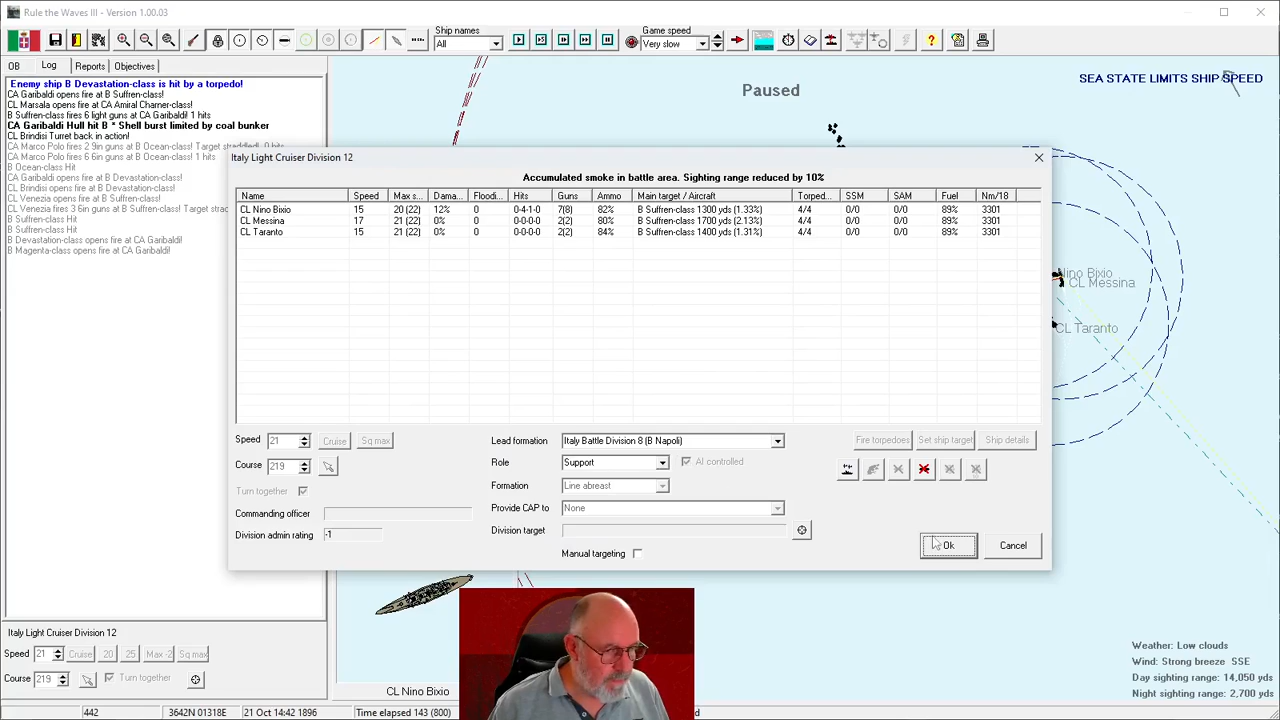 Rule the Waves III - Version 1.00.03
Ship names
All
Game speed
Very slow
OB Log Reports Objectives
Enemy ship B Devastation-class is hit by a torpedo!
CA Garibaldi opens fire at B Suffren-class!
CL Marsala opens fire at CA Amiral Charner-class!
B Suffren-class fires 6 light guns at CA Garibaldi! 1 hits
CA Garibaldi Hull hit B * Shell burst limited by coal bunker
CL Brindisi Turret back in action!
CA Marco Polo fires 2 9in guns at B Ocean-class! Target straddled! 0 hits
CA Marco Polo fires 4 6in guns at B Ocean-class! 1 hits
B Ocean-class Hit
CA Garibaldi opens fire at B Devastation-class!
CL Brindisi opens fire at B Ocean-class!
CL Venezia opens fire at B Suffren-class!
CL Venezia fires 3 6in guns at B Suffren-class! Target strad
B Suffren-class Hit
B Suffren-class Hit
B Devastation-class opens fire at CA Garibaldi!
B Magenta-class opens fire at CA Garibaldi!
Paused
SEA STATE LIMITS SHIP SPEED
Italy Light Cruiser Division 12
Accumulated smoke in battle area. Sighting range reduced by 10%
Name Speed Max s... Dama... Floodi... Hits Guns Ammo Main target / Aircraft Torped... SSM SAM Fuel Nm/18
CL Nino Bixio 15 20 (22) 12% 0 0-4-1-0 7(8) 82% B Suffren-class 1300 yds (1.33%) 4/4 0/0 0/0 89% 3301
CL Messina 17 21 (22) 0% 0 0-0-0-0 2(2) 80% B Suffren-class 1700 yds (2.13%) 4/4 0/0 0/0 89% 3301
CL Taranto 15 21 (22) 0% 0 0-0-0-0 2(2) 84% B Suffren-class 1400 yds (1.31%) 4/4 0/0 0/0 89% 3301
Speed 21 Cruise Sq max
Course 219
Turn together
Commanding officer
Division admin rating -1
Lead formation Italy Battle Division 8 (B Napoli)
Role Support AI controlled
Formation Line abreast
Provide CAP to None
Division target
Manual targeting
Fire torpedoes Set ship target Ship details
Ok Cancel
Nino Bixio
CL Messina
CL Taranto
Italy Light Cruiser Division 12
Speed 21 Cruise 20 25 Max -2 Sq max
Course 219 Turn together
CL Nino Bixio
Weather: Low clouds
Wind: Strong breeze SSE
Day sighting range: 14,050 yds
Night sighting range: 2,700 yds
442 3642N 01318E 21 Oct 14:42 1896 Time elapsed 143 (800)